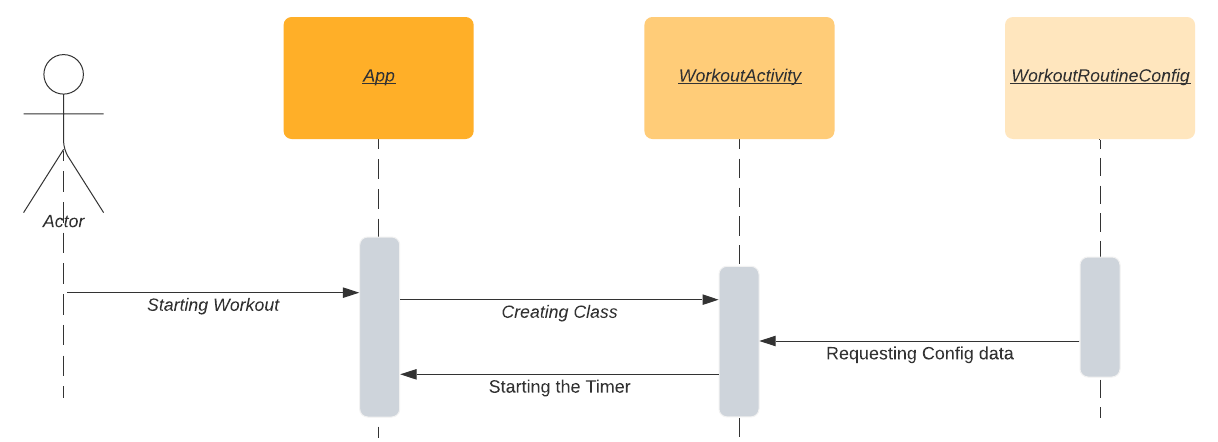 App
WorkoutActivity
WorkoutRoutineConfig
Actor
Starting Workout
Creating Class
Requesting Config data
Starting the Timer